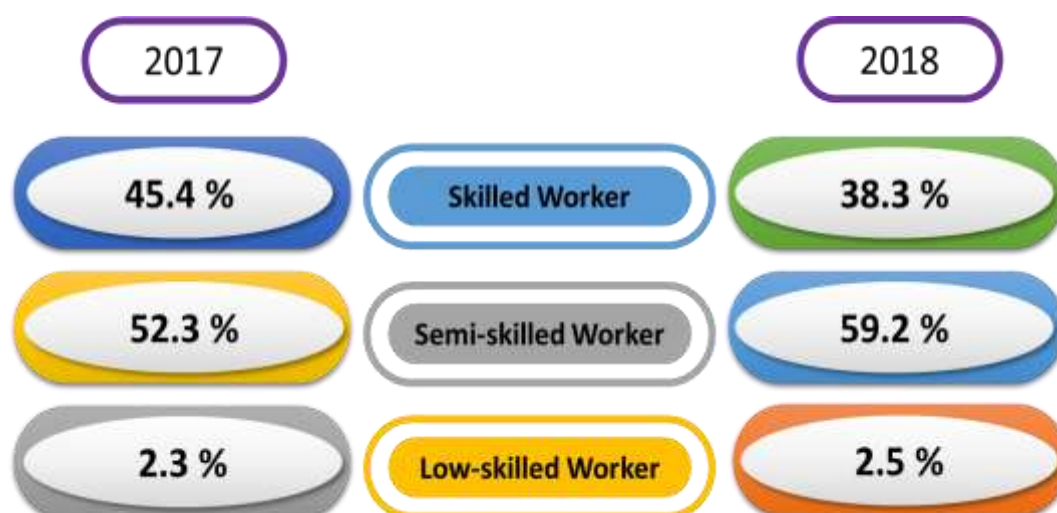 2017
2018
45.4 %
Skilled Worker
38.3 %
52.3 %
Semi-skilled Worker
59.2 %
2.3 %
Low-skilled Worker
2.5 %